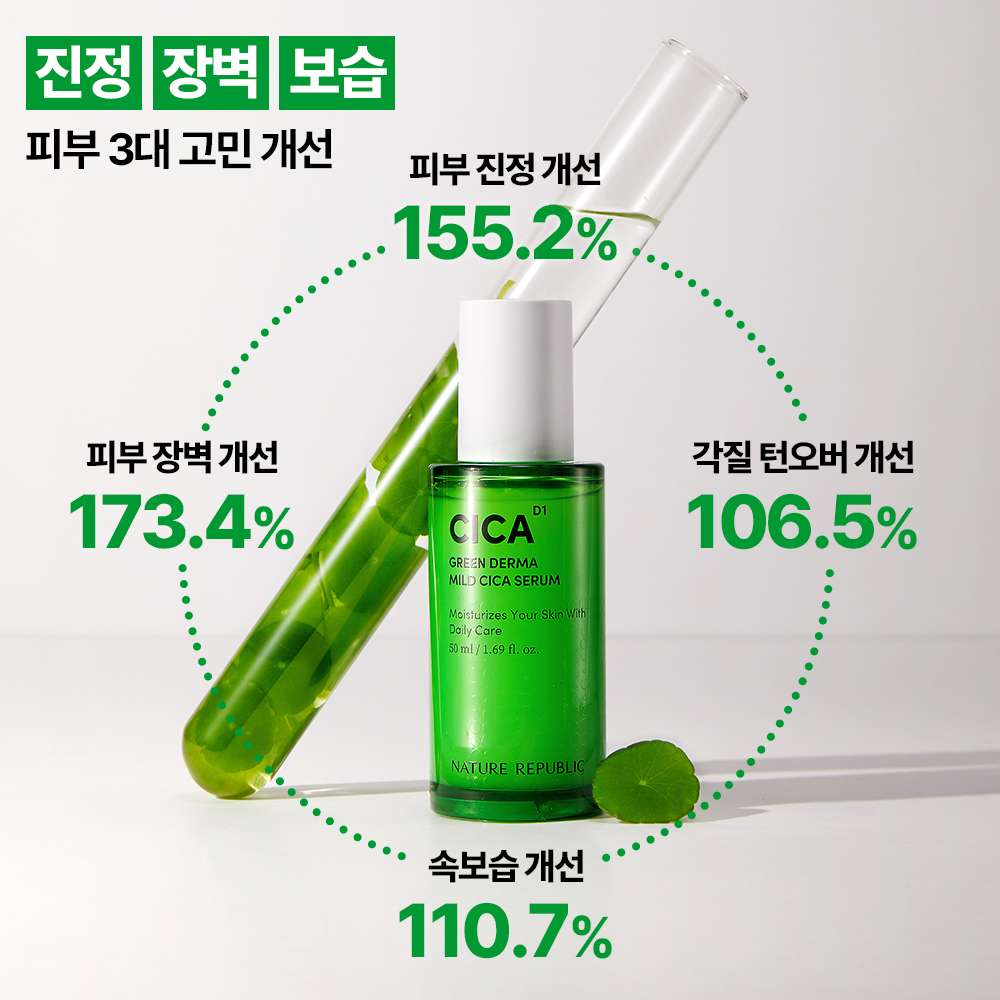 진정 장벽 보습
피부 3대 고민 개선
피부 진정 개선
155.2%
피부 장벽 개선
173.4%
각질 턴오버 개선
106.5%
CICA D1
GREEN DERMA
MILD CICA SERUM
Moisturizes Your Skin With
Daily Care
50 ml / 1.69 fl. oz.
NATURE REPUBLIC
속보습 개선
110.7%